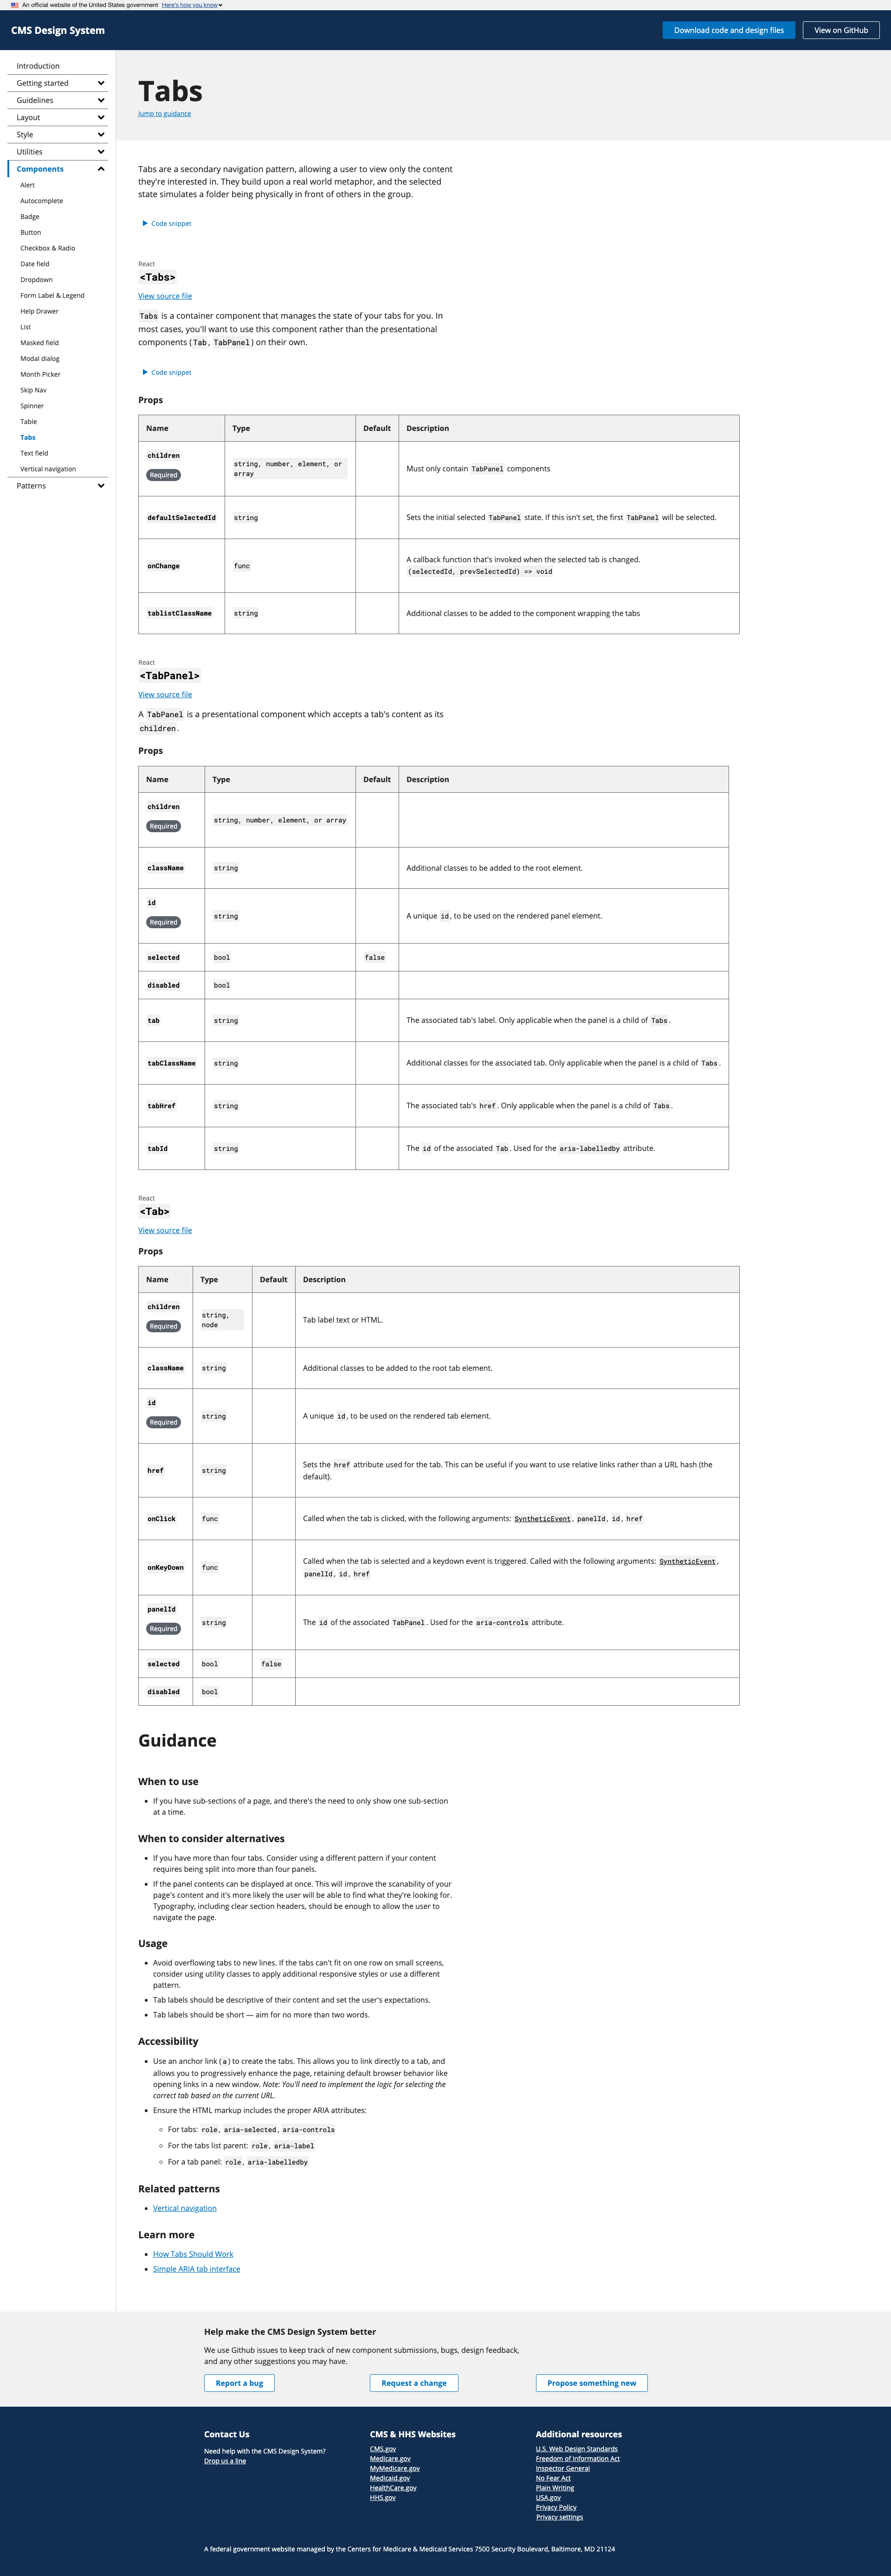 An official website of the United States government Here's how you know
CMS Design System
Download code and design files
View on GitHub
Introduction
Getting started
Guidelines
Layout
Style
Utilities
Components
Alert
Autocomplete
Badge
Button
Checkbox & Radio
Date field
Dropdown
Form Label & Legend
Help Drawer
List
Masked field
Modal dialog
Month Picker
Skip Nav
Spinner
Table
Tabs
Text field
Vertical navigation
Patterns
Tabs
Jump to guidance
Tabs are a secondary navigation pattern, allowing a user to view only the content
they're interested in. They build upon a real world metaphor, and the selected
state simulates a folder being physically in front of others in the group.
Code snippet
React
<Tabs>
View source file
Tabs is a container component that manages the state of your tabs for you. In
most cases, you'll want to use this component rather than the presentational
components (Tab, TabPanel) on their own.
Code snippet
Props
Name Type Default Description
children
Required
string, number, element, or
array
Must only contain TabPanel components
defaultSelectedId string Sets the initial selected TabPanel state. If this isn't set, the first TabPanel will be selected.
onChange func
A callback function that's invoked when the selected tab is changed.
(selectedId, prevSelectedId) => void
tablistClassName string Additional classes to be added to the component wrapping the tabs
React
<TabPanel>
View source file
A TabPanel is a presentational component which accepts a tab's content as its
children.
Props
Name Type Default Description
children
Required
string, number, element, or array
className string Additional classes to be added to the root element.
id
Required
string A unique id, to be used on the rendered panel element.
selected bool false
disabled bool
tab string The associated tab's label. Only applicable when the panel is a child of Tabs.
tabClassName string Additional classes for the associated tab. Only applicable when the panel is a child of Tabs.
tabHref string The associated tab's href. Only applicable when the panel is a child of Tabs.
tabId string The id of the associated Tab. Used for the aria-labelledby attribute.
React
<Tab>
View source file
Props
Name Type Default Description
children
Required
string,
node
Tab label text or HTML.
className string Additional classes to be added to the root tab element.
id
Required
string A unique id, to be used on the rendered tab element.
href string
Sets the href attribute used for the tab. This can be useful if you want to use relative links rather than a URL hash (the
default).
onClick func Called when the tab is clicked, with the following arguments: SyntheticEvent, panelId, id, href
onKeyDown func
Called when the tab is selected and a keydown event is triggered. Called with the following arguments: SyntheticEvent,
panelId, id, href
panelId
Required
string The id of the associated TabPanel. Used for the aria-controls attribute.
selected bool false
disabled bool
Guidance
When to use
• If you have sub-sections of a page, and there's the need to only show one sub-section
at a time.
When to consider alternatives
• If you have more than four tabs. Consider using a different pattern if your content
requires being split into more than four panels.
• If the panel contents can be displayed at once. This will improve the scanability of your
page's content and it's more likely the user will be able to find what they're looking for.
Typography, including clear section headers, should be enough to allow the user to
navigate the page.
Usage
• Avoid overflowing tabs to new lines. If the tabs can't fit on one row on small screens,
consider using utility classes to apply additional responsive styles or use a different
pattern.
• Tab labels should be descriptive of their content and set the user's expectations.
• Tab labels should be short — aim for no more than two words.
Accessibility
• Use an anchor link (a) to create the tabs. This allows you to link directly to a tab, and
allows you to progressively enhance the page, retaining default browser behavior like
opening links in a new window. Note: You'll need to implement the logic for selecting the
correct tab based on the current URL.
• Ensure the HTML markup includes the proper ARIA attributes:
◦ For tabs: role, aria-selected, aria-controls
◦ For the tabs list parent: role, aria-label
◦ For a tab panel: role, aria-labelledby
Related patterns
• Vertical navigation
Learn more
• How Tabs Should Work
• Simple ARIA tab interface
Help make the CMS Design System better
We use Github issues to keep track of new component submissions, bugs, design feedback,
and any other suggestions you may have.
Report a bug
Request a change
Propose something new
Contact Us
Need help with the CMS Design System?
Drop us a line
CMS & HHS Websites
CMS.gov
Medicare.gov
MyMedicare.gov
Medicaid.gov
HealthCare.gov
HHS.gov
Additional resources
U.S. Web Design Standards
Freedom of Information Act
Inspector General
No Fear Act
Plain Writing
USA.gov
Privacy Policy
Privacy settings
A federal government website managed by the Centers for Medicare & Medicaid Services 7500 Security Boulevard, Baltimore, MD 21124